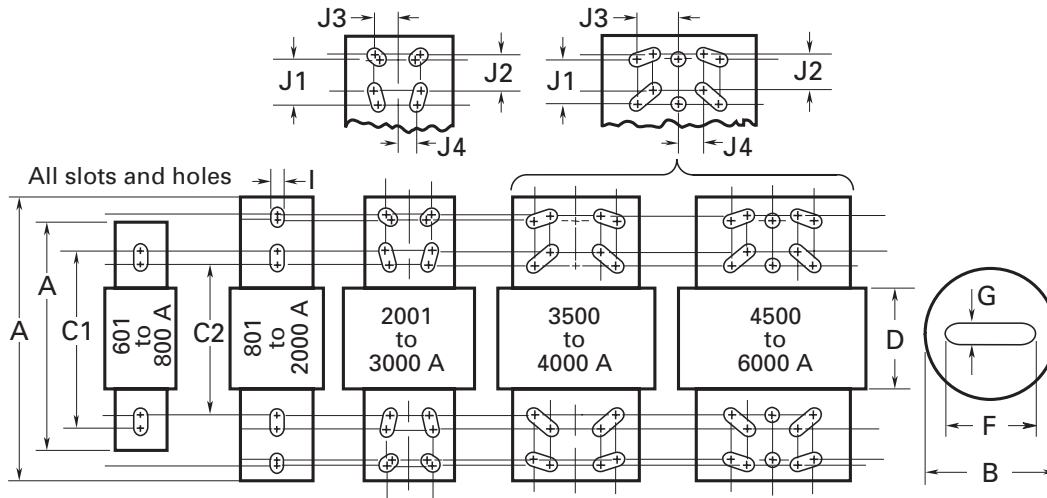 J3
J1
J2
J4
J3
J1
J2
J4
All slots and holes
I
A
A
C1
601
to
800 A
C2
801
to
2000 A
2001
to
3000 A
3500
to
4000 A
4500
to
6000 A
D
G
F
B